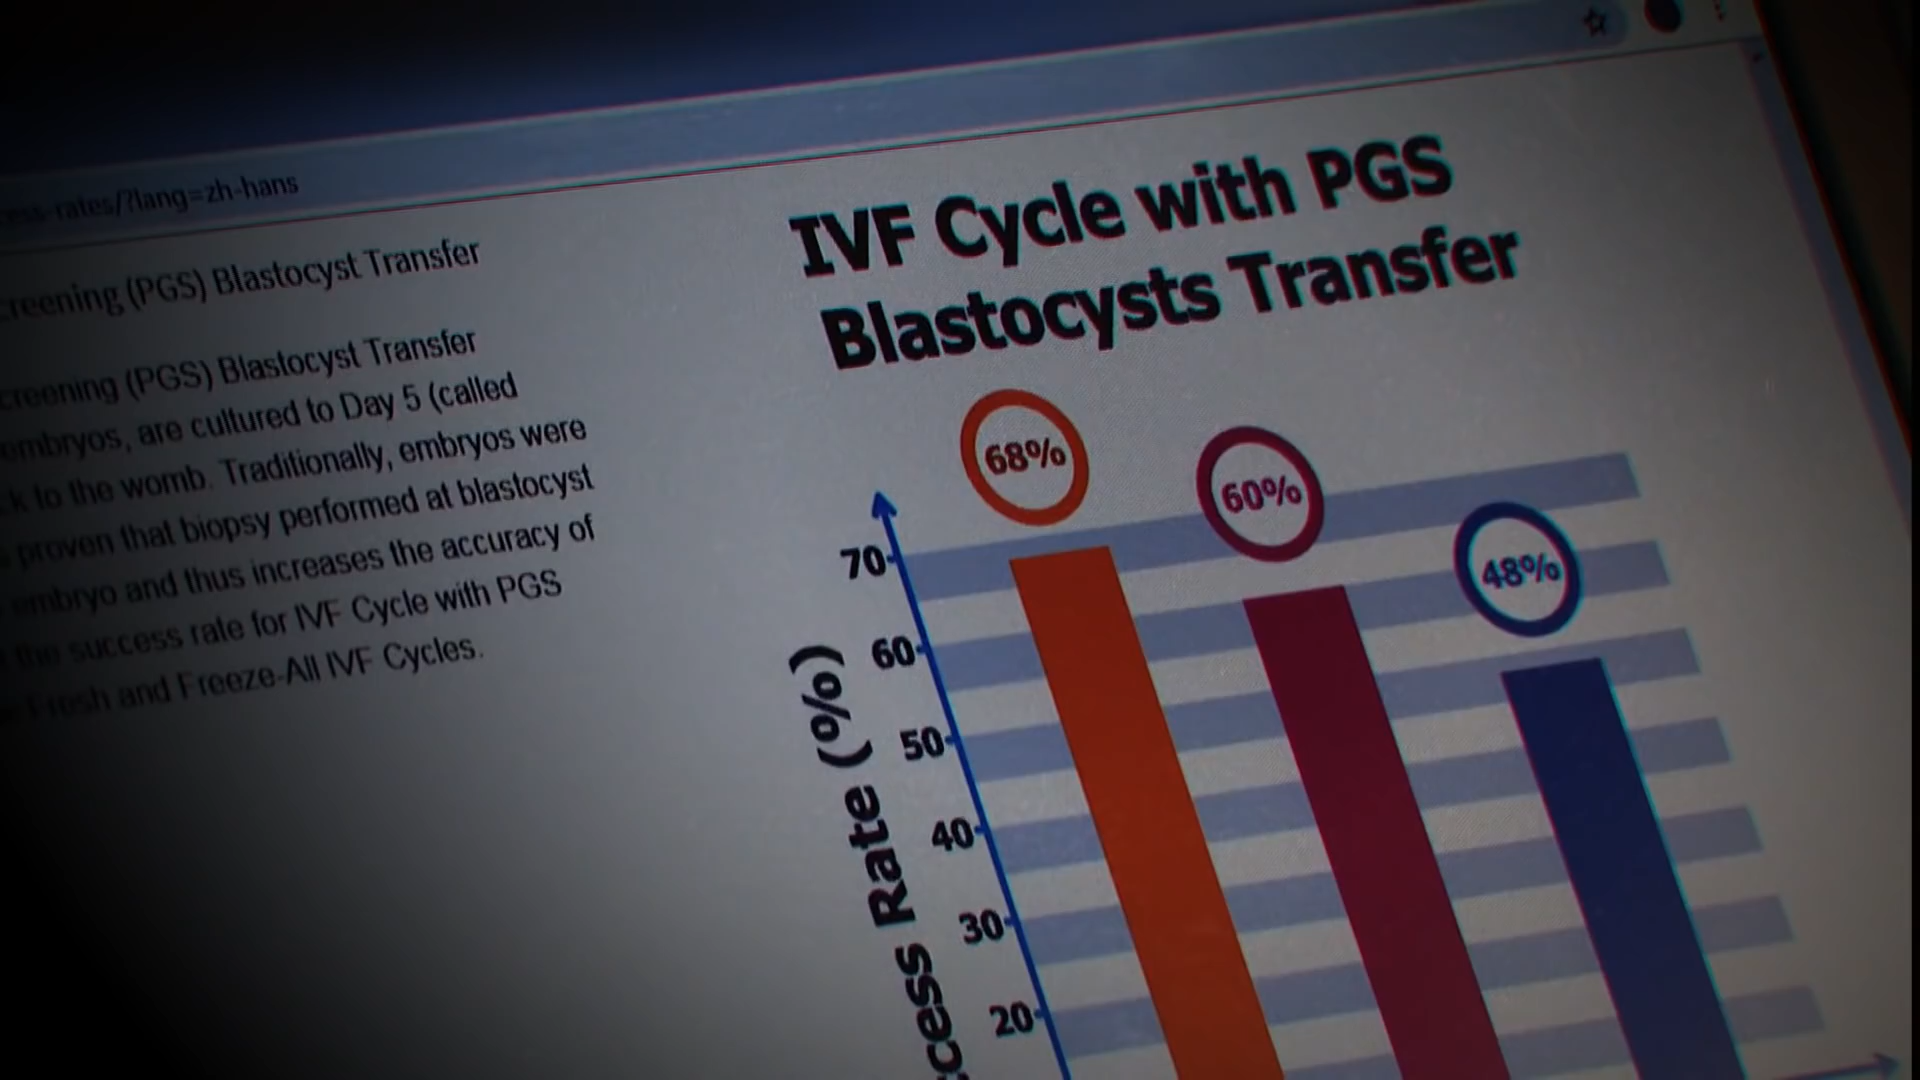 cess-rates/?lang=zh-hans
creening (PGS) Blastocyst Transfer
creening (PGS) Blastocyst Transfer
embryos, are cultured to Day 5 (called
k to the womb. Traditionally, embryos were
proven that biopsy performed at blastocyst
embryo and thus increases the accuracy of
the success rate for IVF Cycle with PGS
Fresh and Freeze-All IVF Cycles.
IVF Cycle with PGS
Blastocysts Transfer
68%
60%
48%
70
60
50
40
30
20
cess Rate (%)